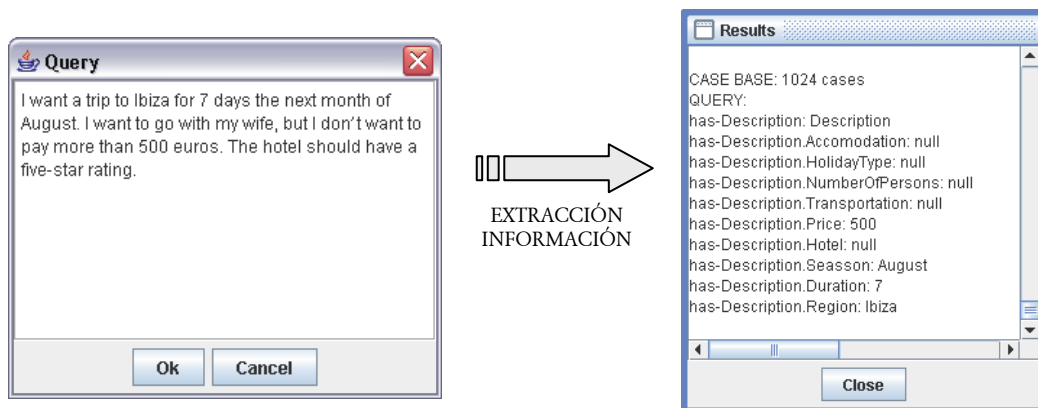 Query
I want a trip to Ibiza for 7 days the next month of
August. I want to go with my wife, but I don't want to
pay more than 500 euros. The hotel should have a
five-star rating.
Ok
Cancel
EXTRACCIÓN
INFORMACIÓN
Results
CASE BASE: 1024 cases
QUERY:
has-Description: Description
has-Description.Accomodation: null
has-Description.HolidayType: null
has-Description.NumberOfPersons: null
has-Description.Transportation: null
has-Description.Price: 500
has-Description.Hotel: null
has-Description.Seasson: August
has-Description.Duration: 7
has-Description.Region: Ibiza
Close